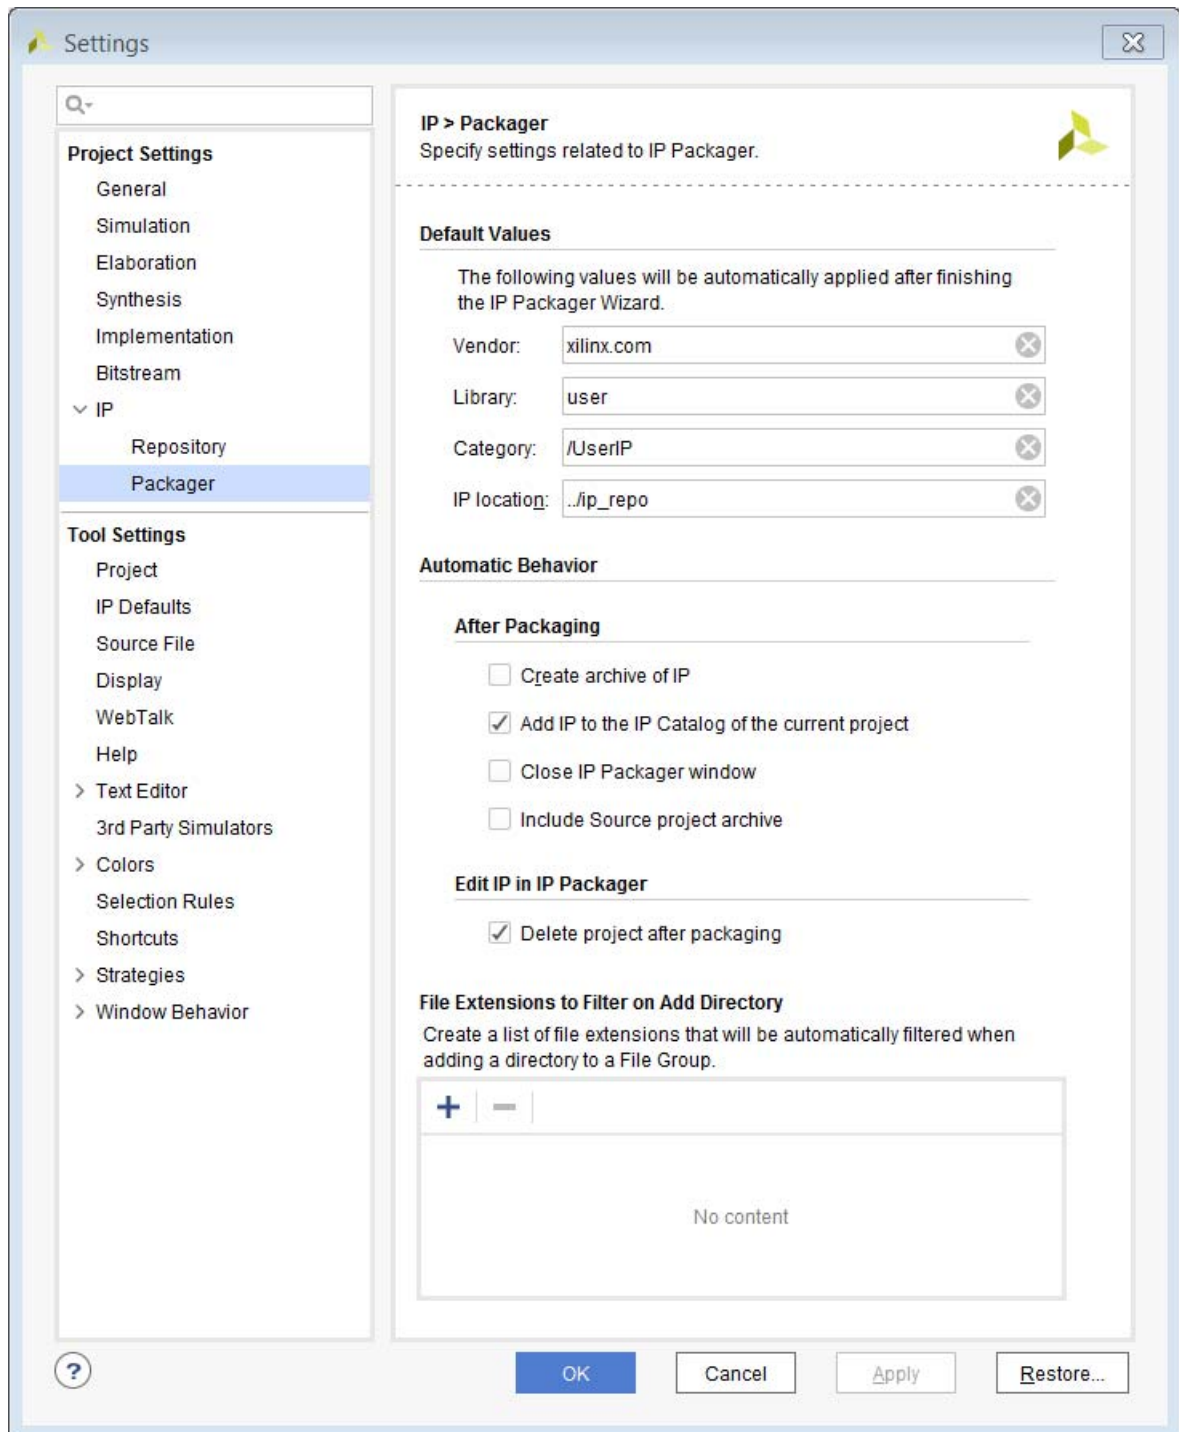 Settings
Project Settings
General
Simulation
Elaboration
Synthesis
Implementation
Bitstream
IP
Repository
Packager
Tool Settings
Project
IP Defaults
Source File
Display
WebTalk
Help
Text Editor
3rd Party Simulators
Colors
Selection Rules
Shortcuts
Strategies
Window Behavior
IP > Packager
Specify settings related to IP Packager.
Default Values
The following values will be automatically applied after finishing
the IP Packager Wizard.
Vendor: xilinx.com
Library: user
Category: /UserIP
IP location: ../ip_repo
Automatic Behavior
After Packaging
Create archive of IP
Add IP to the IP Catalog of the current project
Close IP Packager window
Include Source project archive
Edit IP in IP Packager
Delete project after packaging
File Extensions to Filter on Add Directory
Create a list of file extensions that will be automatically filtered when
adding a directory to a File Group.
No content
? OK Cancel Apply Restore...